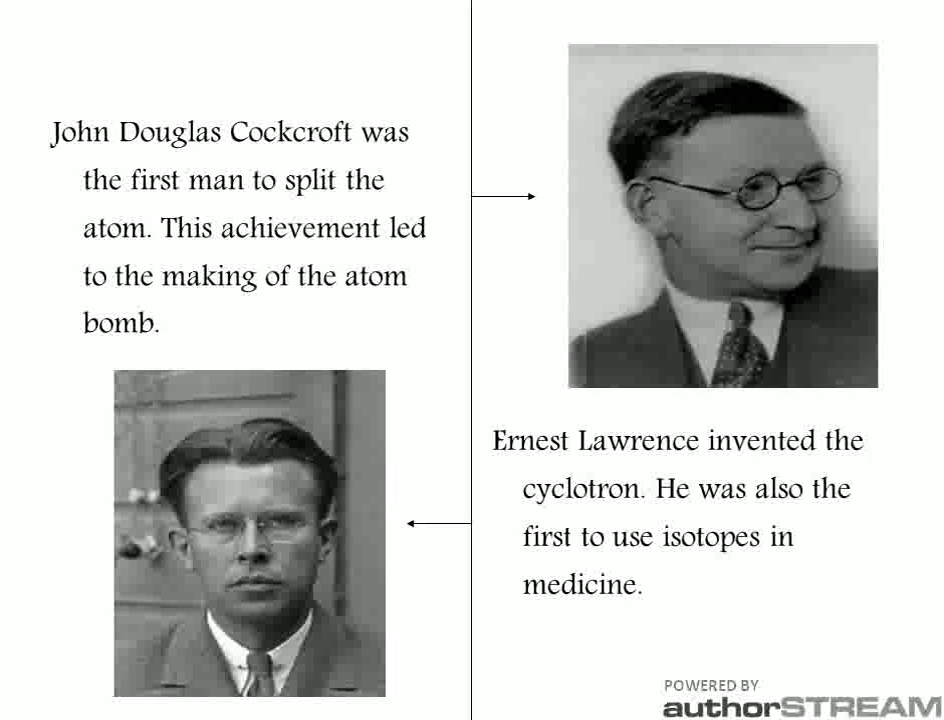 John Douglas Cockcroft was
the first man to split the
atom. This achievement led
to the making of the atom
bomb.
Ernest Lawrence invented the
cyclotron. He was also the
first to use isotopes in
medicine.
POWERED BY
authorSTREAM